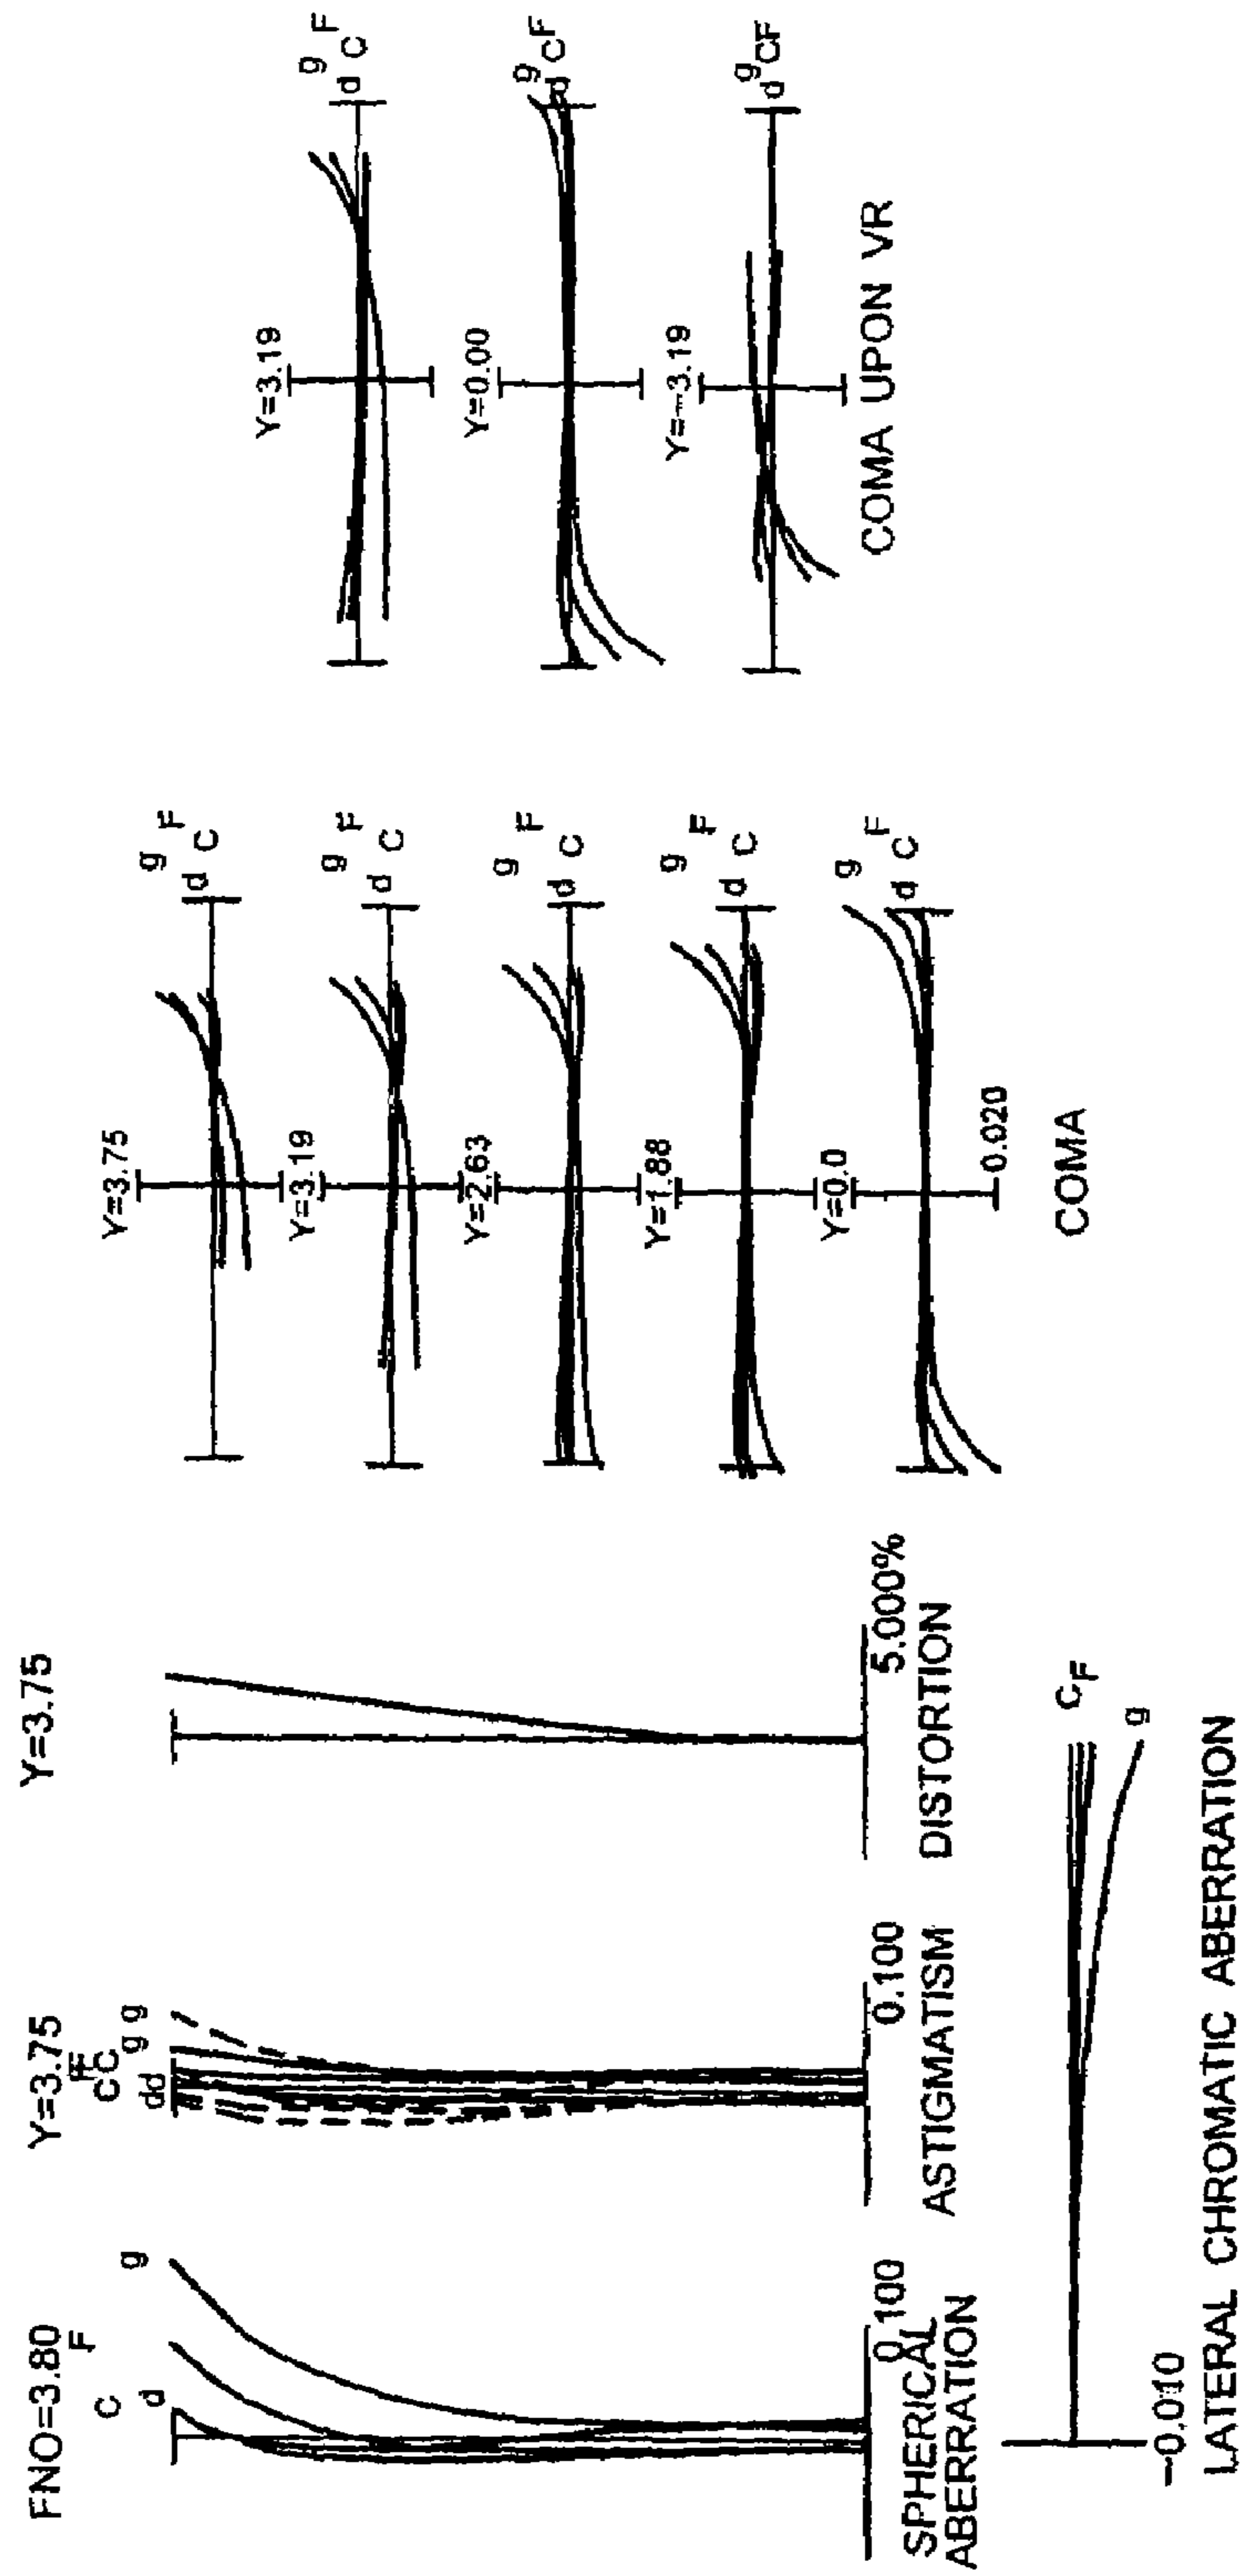 FNO=3.80
F
C
d
g
0.100
SPHERICAL
ABERRATION
Y=3.75
FF
CC
dd
g g
0.100
ASTIGMATISM
Y=3.75
5.000%
DISTORTION
Y=3.75
g F
d C
Y=3.19
g F
d C
Y=2.63
g F
d C
Y=1.88
g F
d C
Y=0.0
g F
d C
0.020
COMA
Y=3.19
g F
d C
Y=0.00
g F
d C
Y=-3.19
g
d CF
COMA UPON VR
C
F
g
-0.010
LATERAL CHROMATIC ABERRATION